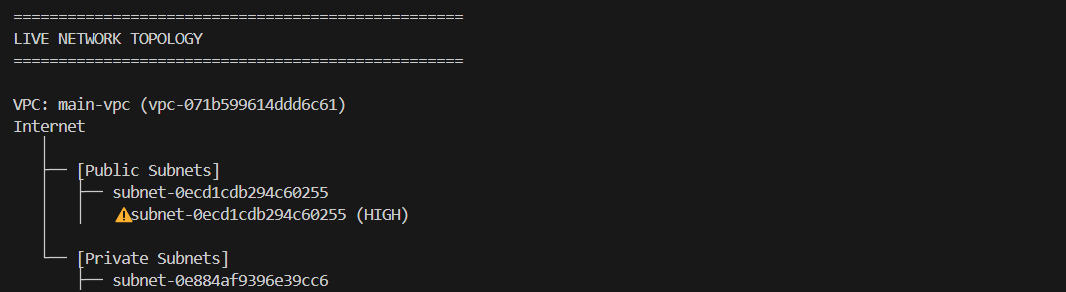 ==================================================
LIVE NETWORK TOPOLOGY
==================================================
VPC: main-vpc (vpc-071b599614ddd6c61)
Internet
│
├── [Public Subnets]
│   ├── subnet-0ecd1cdb294c60255
│   │   ⚠️subnet-0ecd1cdb294c60255 (HIGH)
│
└── [Private Subnets]
├── subnet-0e884af9396e39cc6